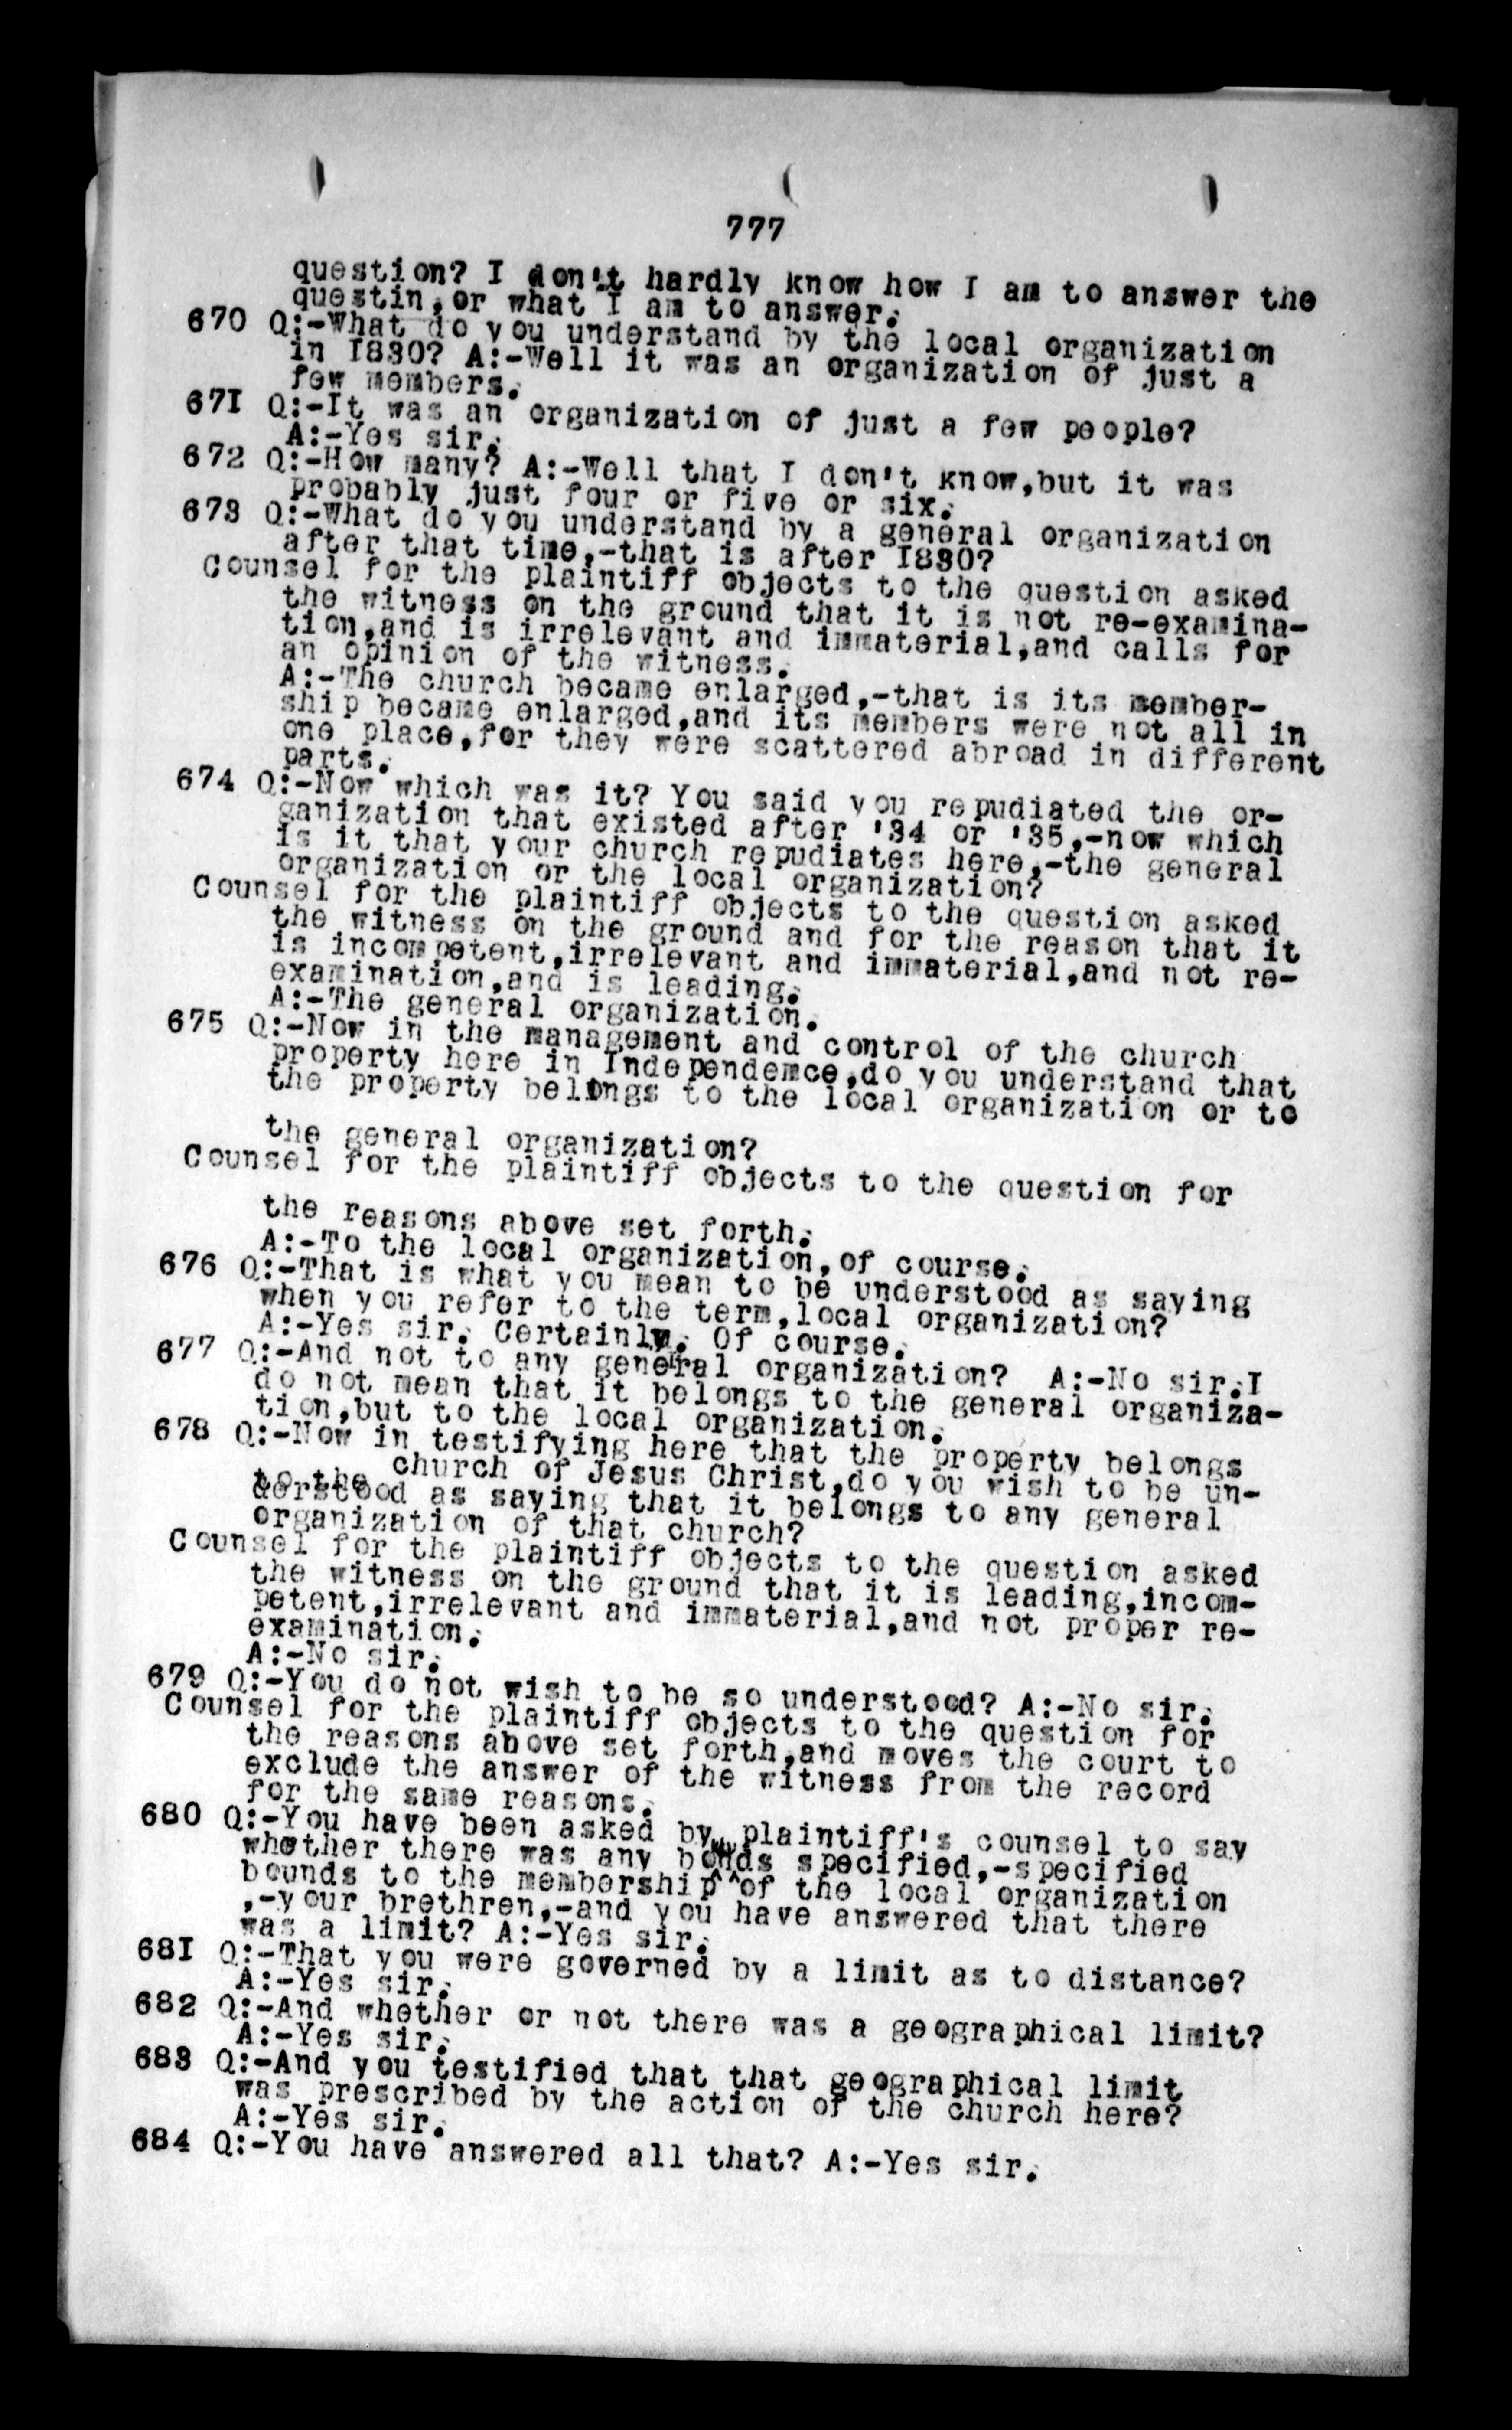 777
question? I don't hardly know how I am to answer the
questin,or what I am to answer.
670 Q:-What do you understand by the local organization
in 1830? A:-Well it was an organization of just a
few members.
671 Q:-It was an organization of just a few people?
A:-Yes sir.
672 Q:-How many? A:-Well that I don't know,but it was
probably just four or five or six.
673 Q:-What do you understand by a general organization
after that time,-that is after 1830?
Counsel for the plaintiff objects to the question asked
the witness on the ground that it is not re-examina-
tion,and is irrelevant and immaterial,and calls for
an opinion of the witness.
A:-The church became enlarged,-that is its member-
ship became enlarged,and its members were not all in
one place,for they were scattered abroad in different
parts.
674 Q:-Now which was it? You said you repudiated the or-
ganization that existed after '34 or '35,-now which
is it that your church repudiates here,-the general
organization or the local organization?
Counsel for the plaintiff objects to the question asked
the witness on the ground and for the reason that it
is incompetent,irrelevant and immaterial,and not re-
examination,and is leading.
A:-The general organization.
675 Q:-Now in the management and control of the church
property here in Independemce,do you understand that
the property belongs to the local organization or to
the general organization?
Counsel for the plaintiff objects to the question for
the reasons above set forth.
A:-To the local organization,of course.
676 Q:-That is what you mean to be understood as saying
when you refer to the term,local organization?
A:-Yes sir. Certainly. Of course.
677 Q:-And not to any general organization? A:-No sir.I
do not mean that it belongs to the general organiza-
tion,but to the local organization.
678 Q:-Now in testifying here that the property belongs
to the church of Jesus Christ,do you wish to be un-
derstood as saying that it belongs to any general
organization of that church?
Counsel for the plaintiff objects to the question asked
the witness on the ground that it is leading,incom-
petent,irrelevant and immaterial,and not proper re-
examination.
A:-No sir.
679 Q:-You do not wish to be so understood? A:-No sir.
Counsel for the plaintiff objects to the question for
the reasons above set forth,and moves the court to
exclude the answer of the witness from the record
for the same reasons.
680 Q:-You have been asked by plaintiff's counsel to say
whether there was any bounds specified,-specified
bounds to the membership of the local organization
,-your brethren,-and you have answered that there
was a limit? A:-Yes sir.
681 Q:-That you were governed by a limit as to distance?
A:-Yes sir.
682 Q:-And whether or not there was a geographical limit?
A:-Yes sir.
683 Q:-And you testified that that geographical limit
was prescribed by the action of the church here?
A:-Yes sir.
684 Q:-You have answered all that? A:-Yes sir.